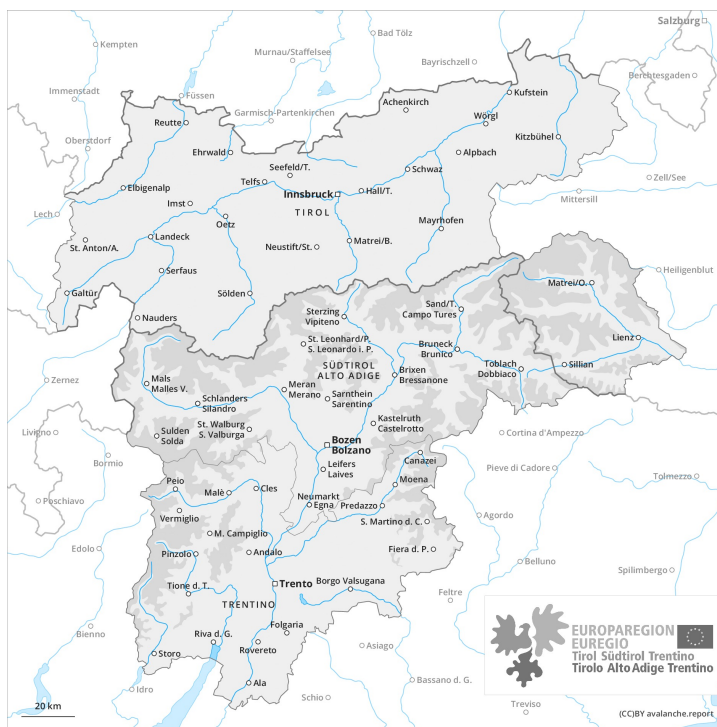 Salzburg
Kempten
Bad Tölz
Murnau/Staffelsee
Bayrischzell
Berchtesgaden
Immenstadt
Füssen
Kufstein
Achenkirch
Garmisch-Partenkirchen
Reutte
Wörgl
Oberstdorf
Kitzbühel
Ehrwald
Alpbach
Seefeld/T.
Schwaz
Telfs
Zell/See
Elbigenalp
Innsbruck
Hall/T.
Mittersill
Imst
TIROL
Lech
Oetz
Mayrhofen
Landeck
St. Anton/A.
Neustift/St.
Matrei/B.
Serfaus
Heiligenblut
Galtür
Sölden
Matrei/O.
Sand/T.
Campo Tures
Nauders
Sterzing
Vipiteno
St. Leonhard/P.
S. Leonardo i. P.
Bruneck
Brunico
Lienz
SÜDTIROL
ALTO ADIGE
Toblach
Dobbiaco
Sillian
Brixen
Bressanone
Zernez
Mals
Malles V.
Meran
Merano
Schlanders
Silandro
Sarnthein
Sarentino
St. Walburg
S. Valburga
Kastelruth
Castelrotto
Livigno
Sulden
Solda
Cortina d'Ampezzo
Bozen
Bolzano
Bormio
Canazei
Leifers
Laives
Pieve di Cadore
Poschiavo
Peio
Malè
Cles
Moena
Tolmezzo
Neumarkt
Egna
Predazzo
Vermiglio
Agordo
S. Martino d. C.
M. Campiglio
Edolo
Pinzolo
Andalo
Fiera d. P.
Belluno
Spilimbergo
Tione d. T.
Trento
Borgo Valsugana
Feltre
TRENTINO
Folgaria
Bienno
Riva d. G.
Rovereto
Asiago
Storo
Ala
Idro
Schio
Bassano d. G.
Treviso
EUROPAREGION
EUREGIO
Tirol Südtirol Trentino
Tirolo Alto Adige Trentino
20 km
(CC)BY avalanche.report